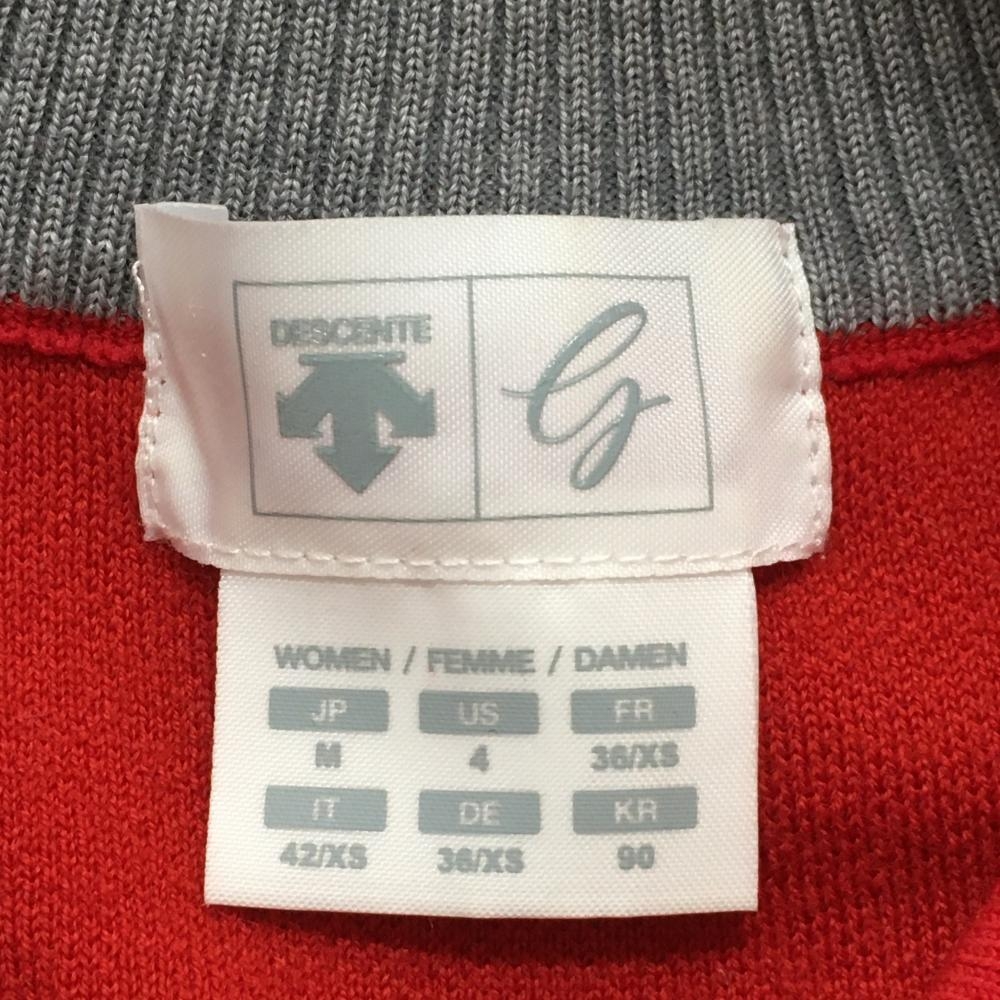 DESCENTE
G
WOMEN / FEMME / DAMEN
JP US FR
M 4 36/XS
IT DE KR
42/XS 36/XS 90